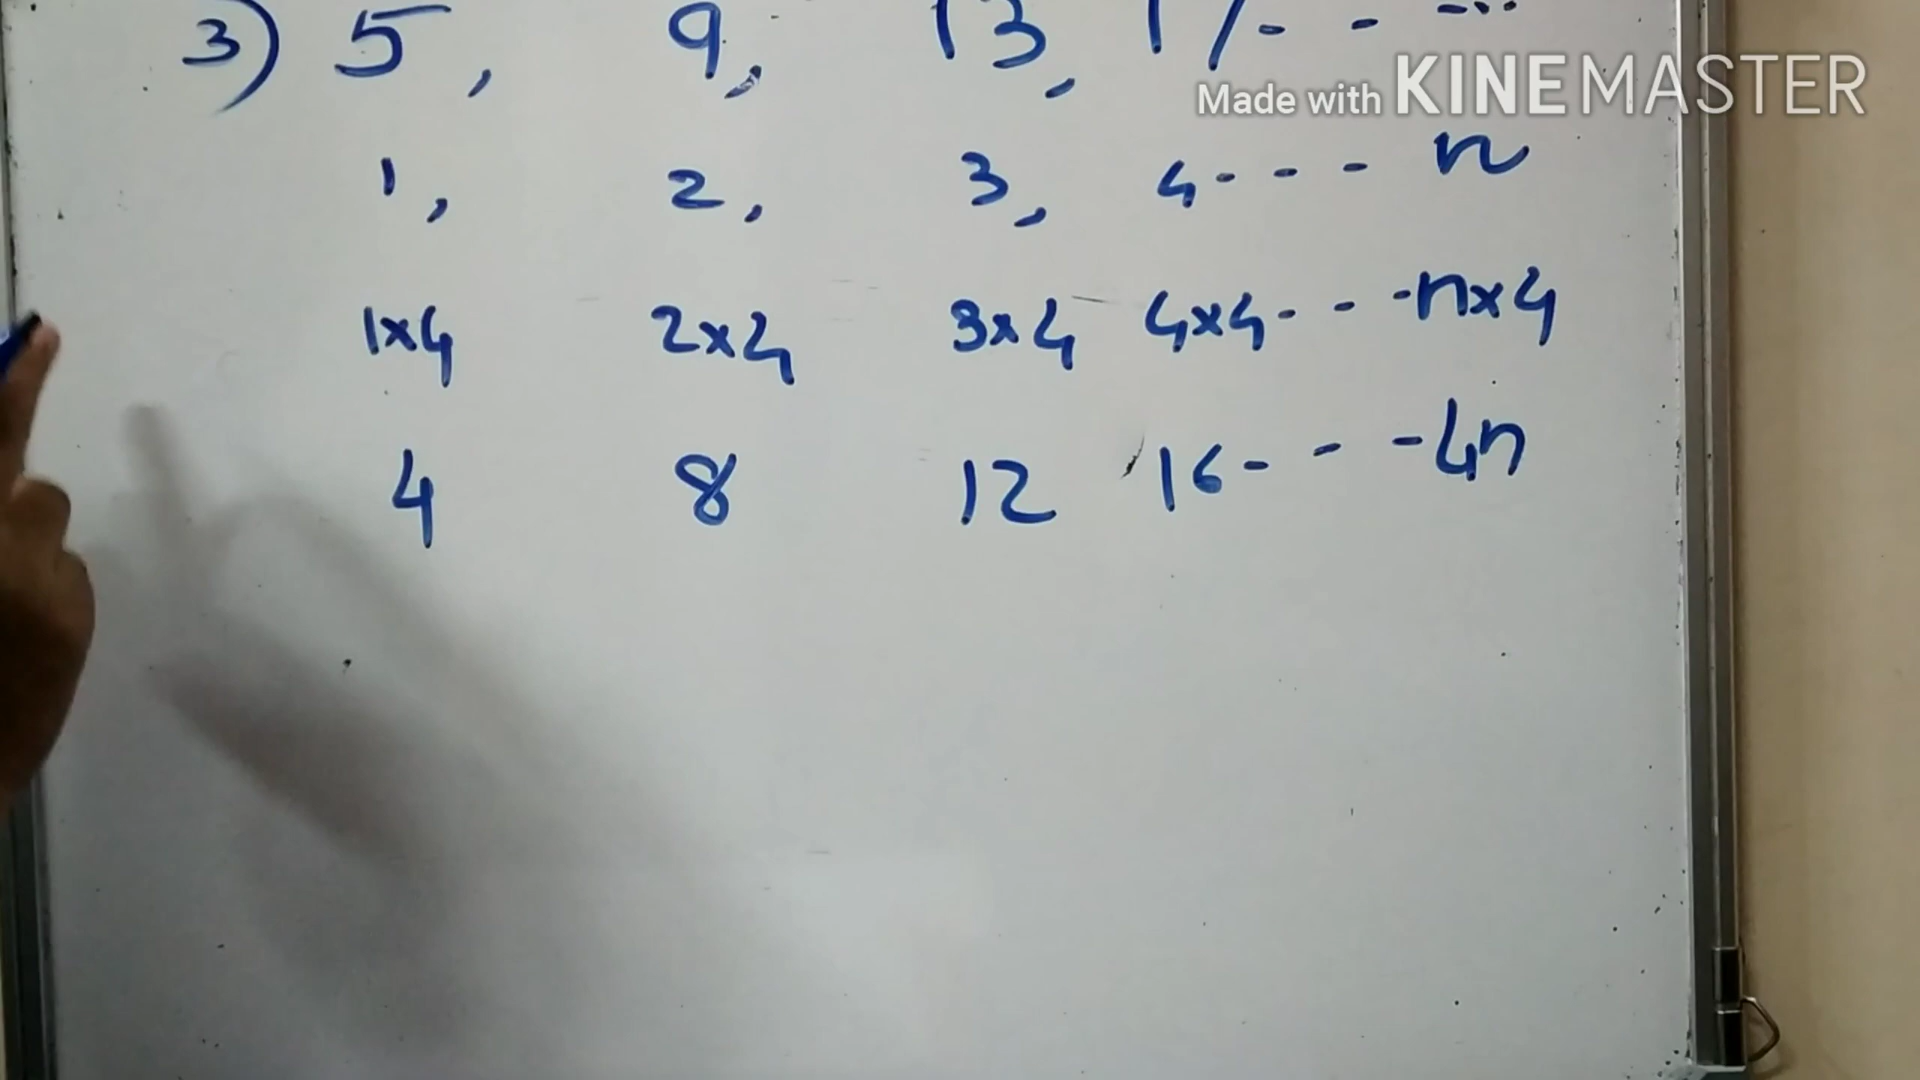 3) 5, 9, 13, 17 - - - ...
Made with KINEMASTER
1, 2, 3, 4 - - - n
1x4 2x4 3x4 4x4 - - - nx4
4 8 12 16 - - - 4n